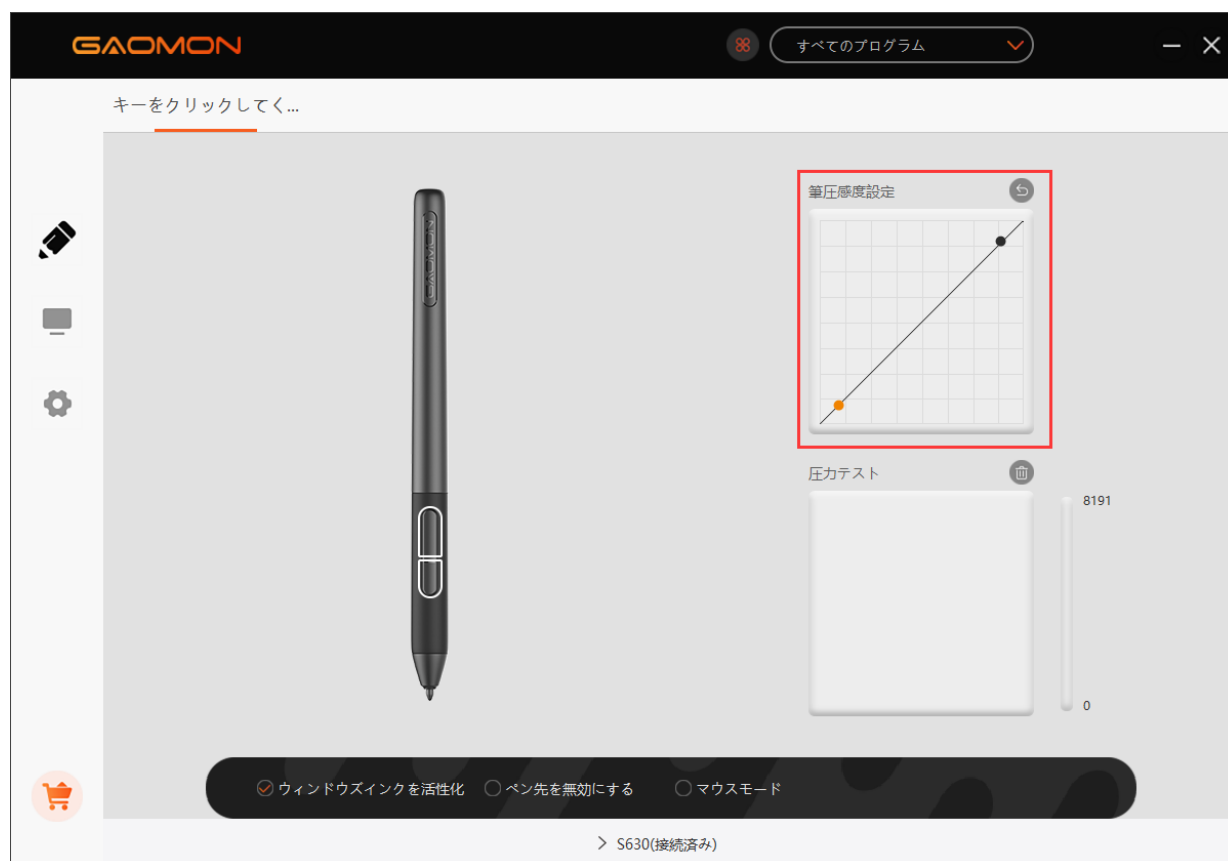 GAOMON
すべてのプログラム
キーをクリックしてく...
筆圧感度設定
GAOMON
圧力テスト
8191
0
ウィンドウズインクを活性化
ペン先を無効にする
マウスモード
S630(接続済み)